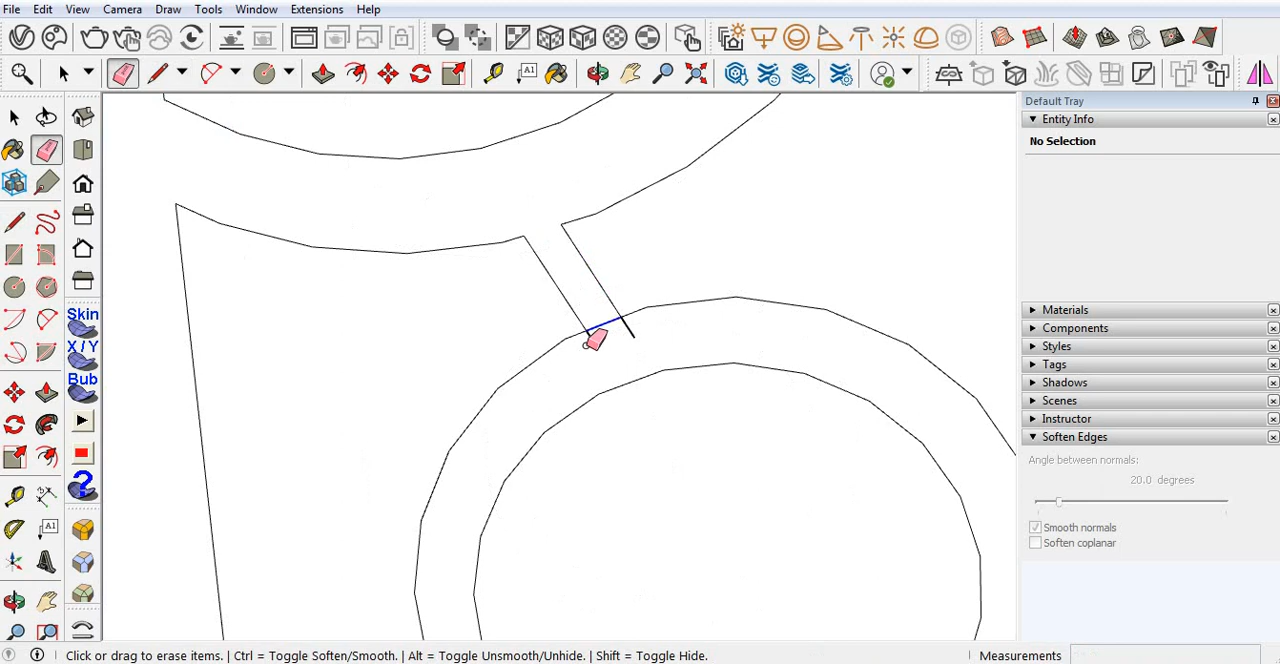 File Edit View Camera Draw Tools Window Extensions Help
A1
Default Tray
Entity Info
No Selection
Skin
X / Y
Bub
A1
Materials
Components
Styles
Tags
Shadows
Scenes
Instructor
Soften Edges
Angle between normals:
20.0 degrees
Smooth normals
Soften coplanar
Click or drag to erase items. | Ctrl = Toggle Soften/Smooth. | Alt = Toggle Unsmooth/Unhide. | Shift = Toggle Hide.
Measurements